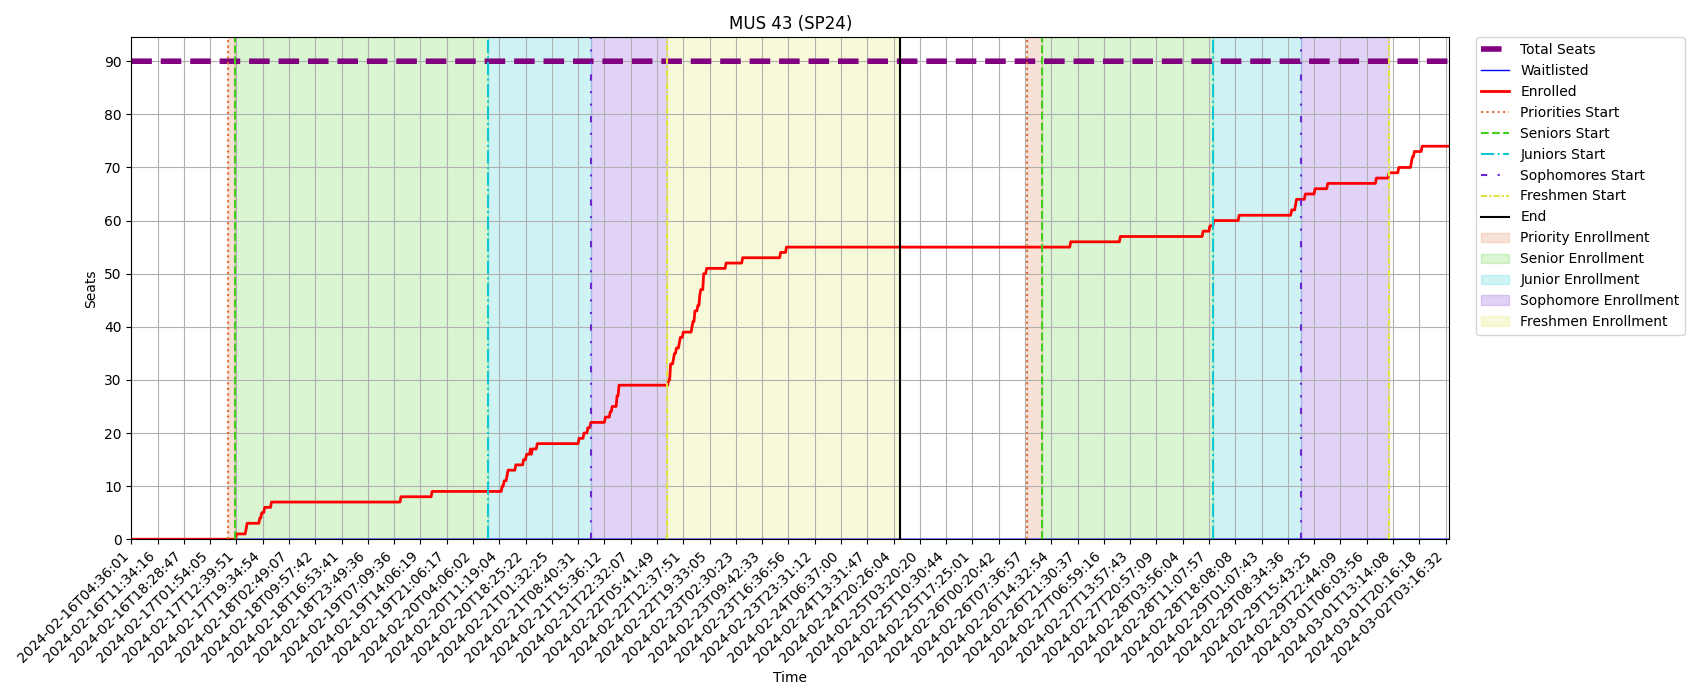 MUS 43 (SP24)
Seats
90
80
70
60
50
40
30
20
10
0
2024-02-16T04:36:01
2024-02-16T11:34:16
2024-02-16T18:28:47
2024-02-17T01:54:05
2024-02-17T12:39:51
2024-02-17T19:34:54
2024-02-18T02:49:07
2024-02-18T09:57:42
2024-02-18T16:53:41
2024-02-18T23:49:36
2024-02-19T07:09:36
2024-02-19T14:06:19
2024-02-19T21:06:17
2024-02-20T04:06:02
2024-02-20T11:19:04
2024-02-20T18:25:22
2024-02-21T01:32:25
2024-02-21T08:40:31
2024-02-21T15:36:12
2024-02-21T22:32:07
2024-02-22T05:41:49
2024-02-22T12:37:51
2024-02-22T19:33:05
2024-02-23T02:30:23
2024-02-23T09:42:33
2024-02-23T16:36:56
2024-02-23T23:31:12
2024-02-24T06:37:00
2024-02-24T13:31:47
2024-02-24T20:26:04
2024-02-25T03:20:20
2024-02-25T10:30:44
2024-02-25T17:25:01
2024-02-26T00:20:42
2024-02-26T07:36:57
2024-02-26T14:32:54
2024-02-26T21:30:37
2024-02-27T06:59:16
2024-02-27T13:57:43
2024-02-27T20:57:09
2024-02-28T03:56:04
2024-02-28T11:07:57
2024-02-28T18:08:08
2024-02-29T01:07:43
2024-02-29T08:34:36
2024-02-29T15:43:25
2024-02-29T22:44:09
2024-03-01T06:03:56
2024-03-01T13:14:08
2024-03-01T20:16:18
2024-03-02T03:16:32
Time
Total Seats
Waitlisted
Enrolled
Priorities Start
Seniors Start
Juniors Start
Sophomores Start
Freshmen Start
End
Priority Enrollment
Senior Enrollment
Junior Enrollment
Sophomore Enrollment
Freshmen Enrollment